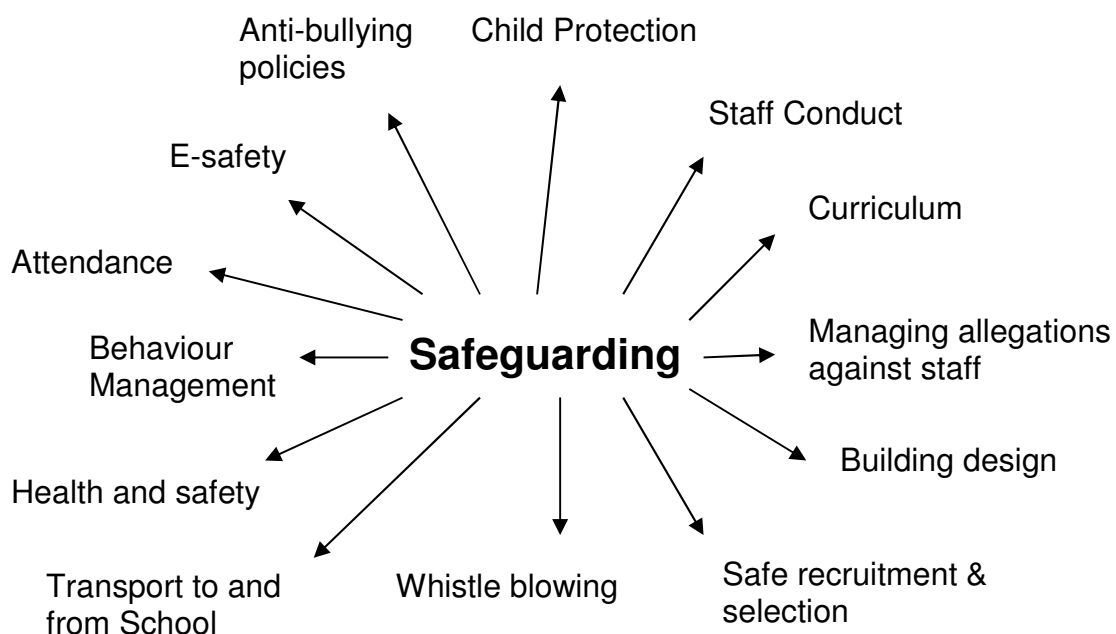 Anti-bullying
policies
Child Protection
Staff Conduct
E-safety
Curriculum
Attendance
Behaviour
Management
Safeguarding
Managing allegations
against staff
Building design
Health and safety
Transport to and
from School
Whistle blowing
Safe recruitment &
selection